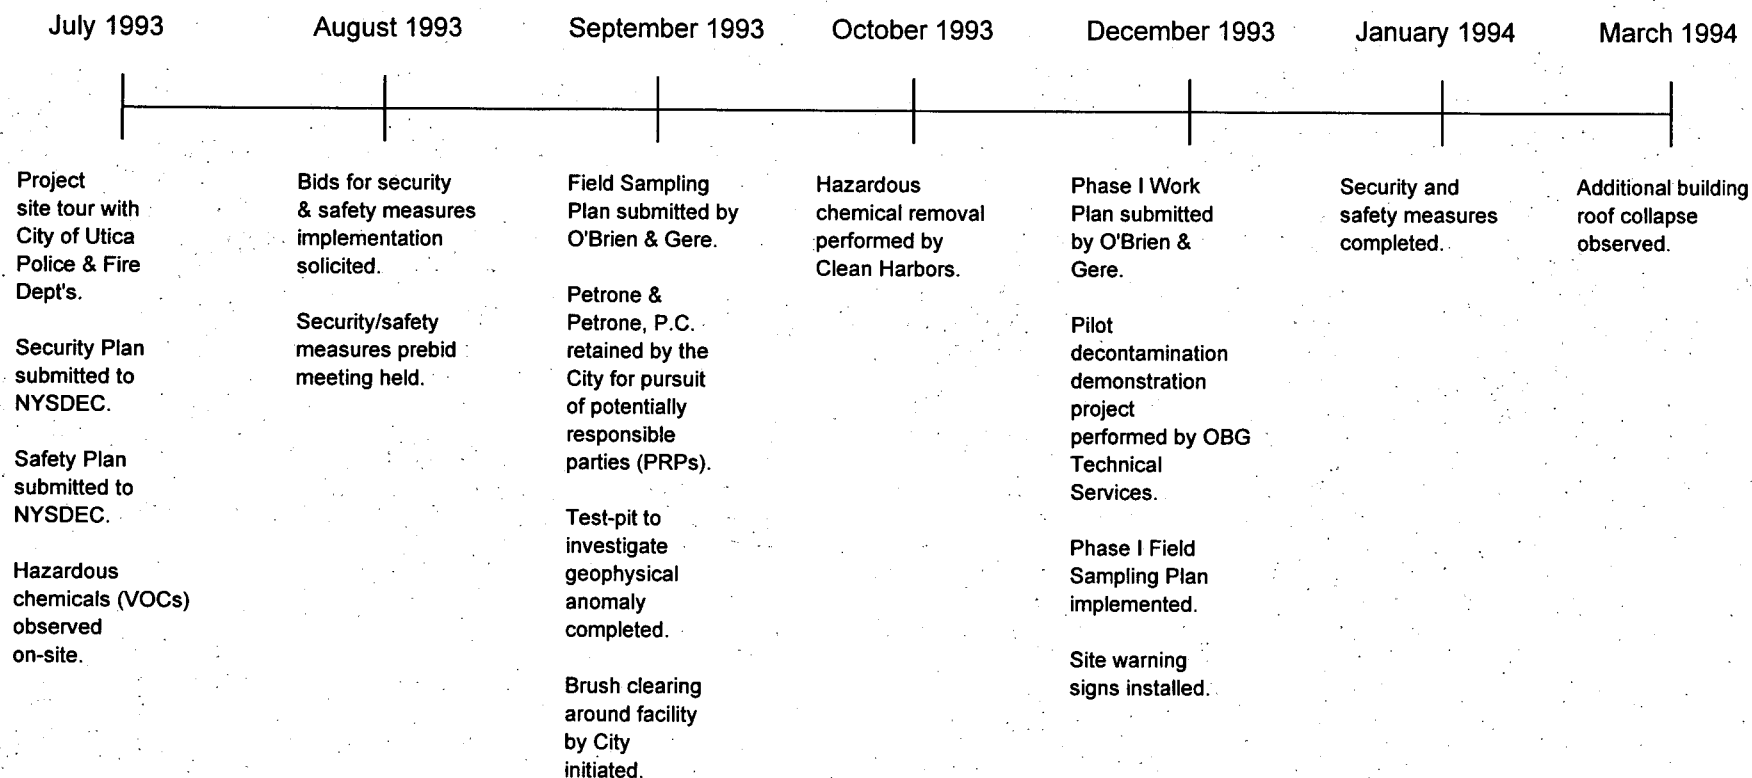 July 1993
August 1993
September 1993
October 1993
December 1993
January 1994
March 1994
Project
site tour with
City of Utica
Police & Fire
Dept's.
Security Plan
submitted to
NYSDEC.
Safety Plan
submitted to
NYSDEC.
Hazardous
chemicals (VOCs)
observed
on-site.
Bids for security
& safety measures
implementation
solicited.
Security/safety
measures prebid
meeting held.
Field Sampling
Plan submitted by
O'Brien & Gere.
Petrone &
Petrone, P.C.
retained by the
City for pursuit
of potentially
responsible
parties (PRPs).
Test-pit to
investigate
geophysical
anomaly
completed.
Brush clearing
around facility
by City
initiated.
Hazardous
chemical removal
performed by
Clean Harbors.
Phase I Work
Plan submitted
by O'Brien &
Gere.
Pilot
decontamination
demonstration
project
performed by OBG
Technical
Services.
Phase I Field
Sampling Plan
implemented.
Site warning
signs installed.
Security and
safety measures
completed.
Additional building
roof collapse
observed.